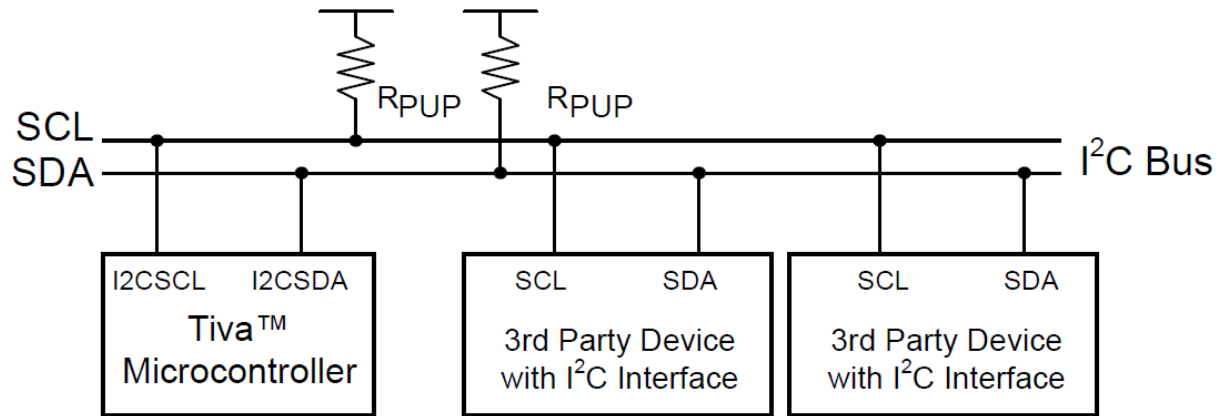 RPUP
RPUP
SCL
SDA
I²C Bus
I2CSCL I2CSDA
Tiva™
Microcontroller
SCL SDA
3rd Party Device
with I²C Interface
SCL SDA
3rd Party Device
with I²C Interface